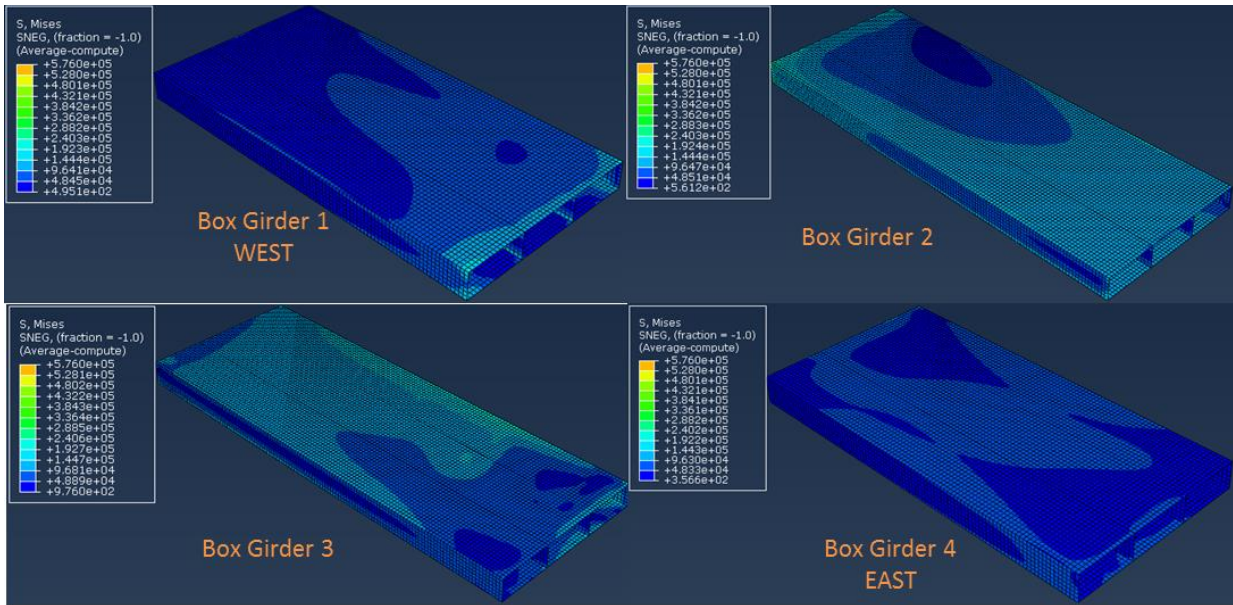 S, Mises
SNEG, (fraction = -1.0)
(Average-compute)
+5.760e+05
+5.280e+05
+4.801e+05
+4.321e+05
+3.842e+05
+3.362e+05
+2.882e+05
+2.403e+05
+1.923e+05
+1.444e+05
+9.641e+04
+4.845e+04
+4.951e+02
Box Girder 1
WEST
S, Mises
SNEG, (fraction = -1.0)
(Average-compute)
+5.760e+05
+5.280e+05
+4.801e+05
+4.321e+05
+3.842e+05
+3.362e+05
+2.883e+05
+2.403e+05
+1.924e+05
+1.444e+05
+9.647e+04
+4.851e+04
+5.612e+02
Box Girder 2
S, Mises
SNEG, (fraction = -1.0)
(Average-compute)
+5.760e+05
+5.281e+05
+4.802e+05
+4.322e+05
+3.843e+05
+3.364e+05
+2.885e+05
+2.406e+05
+1.927e+05
+1.447e+05
+9.681e+04
+4.889e+04
+9.760e+02
Box Girder 3
S, Mises
SNEG, (fraction = -1.0)
(Average-compute)
+5.760e+05
+5.280e+05
+4.801e+05
+4.321e+05
+3.841e+05
+3.361e+05
+2.882e+05
+2.402e+05
+1.922e+05
+1.443e+05
+9.630e+04
+4.833e+04
+3.566e+02
Box Girder 4
EAST